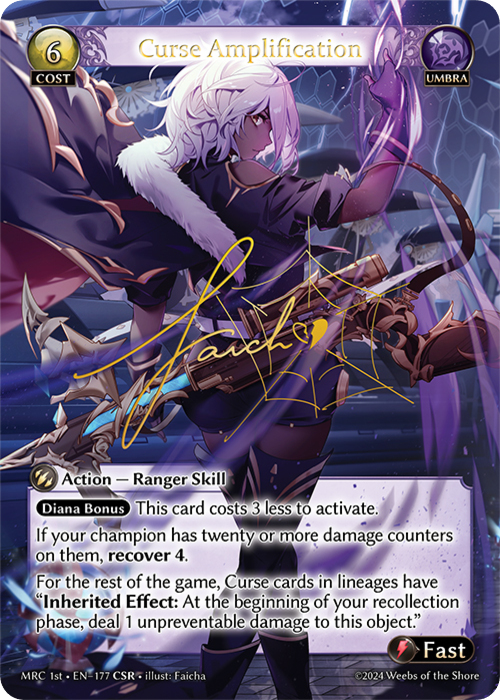 6
COST
Curse Amplification
UMBRA
Faicha
Action — Ranger Skill
Diana Bonus This card costs 3 less to activate.
If your champion has twenty or more damage counters
on them, recover 4.
For the rest of the game, Curse cards in lineages have
“Inherited Effect: At the beginning of your recollection
phase, deal 1 unpreventable damage to this object.”
Fast
MRC 1st • EN-177 CSR • illust: Faicha
©2024 Weebs of the Shore